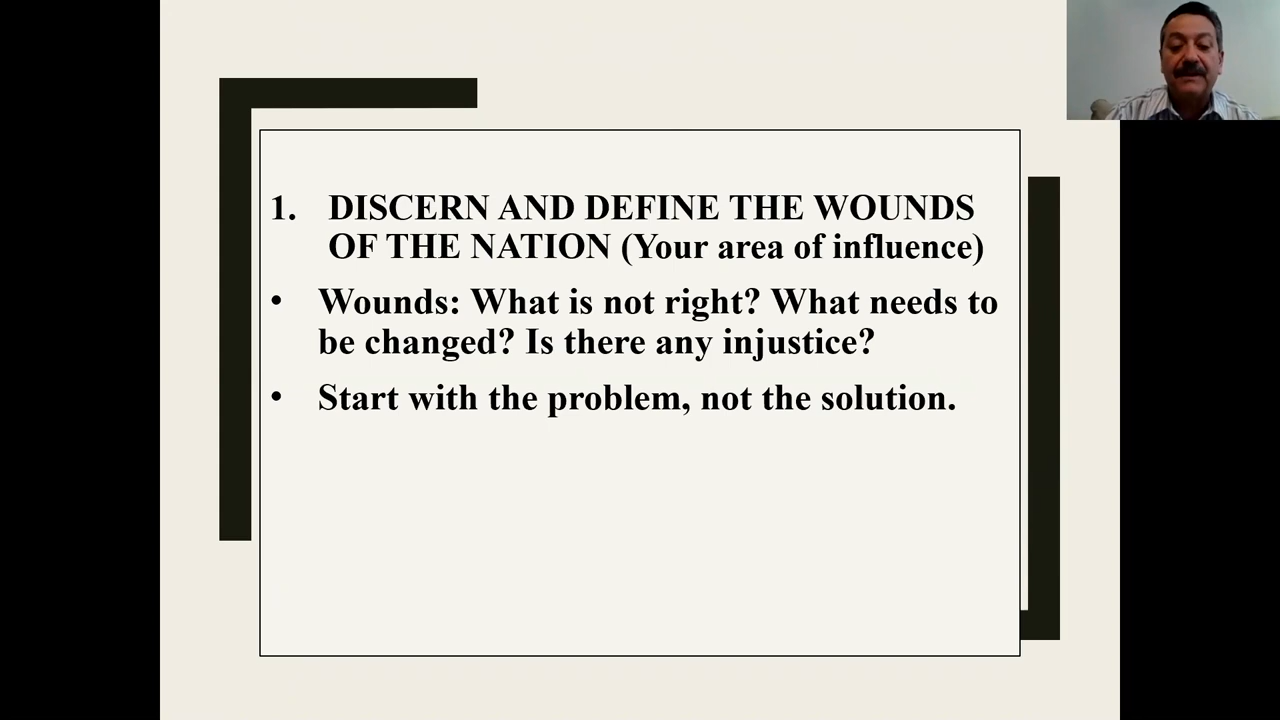 1. DISCERN AND DEFINE THE WOUNDS
OF THE NATION (Your area of influence)
• Wounds: What is not right? What needs to
be changed? Is there any injustice?
• Start with the problem, not the solution.